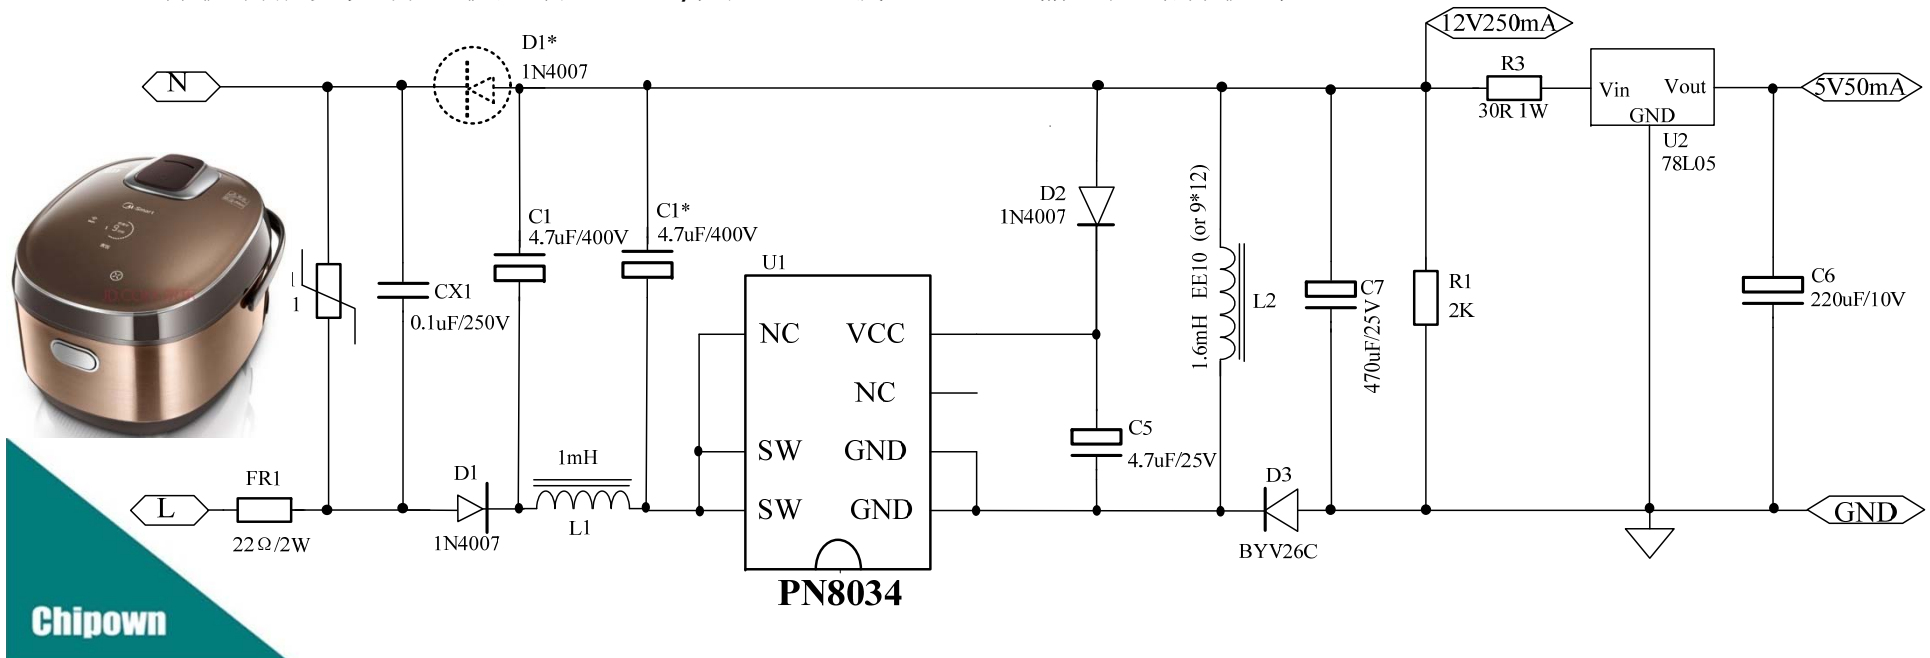 12V250mA
D1*
1N4007
N
R3
30R 1W
Vin
Vout
GND
U2
78L05
5V50mA
C1
4.7uF/400V
C1*
4.7uF/400V
D2
1N4007
1.6mH EE10 (or 9*12)
L2
C7
470uF/25V
R1
2K
C6
220uF/10V
1
CX1
0.1uF/250V
U1
NC
VCC
NC
SW
GND
SW
GND
C5
4.7uF/25V
L
FR1
22Ω/2W
D1
1N4007
1mH
L1
D3
BYV26C
GND
PN8034
Chipown